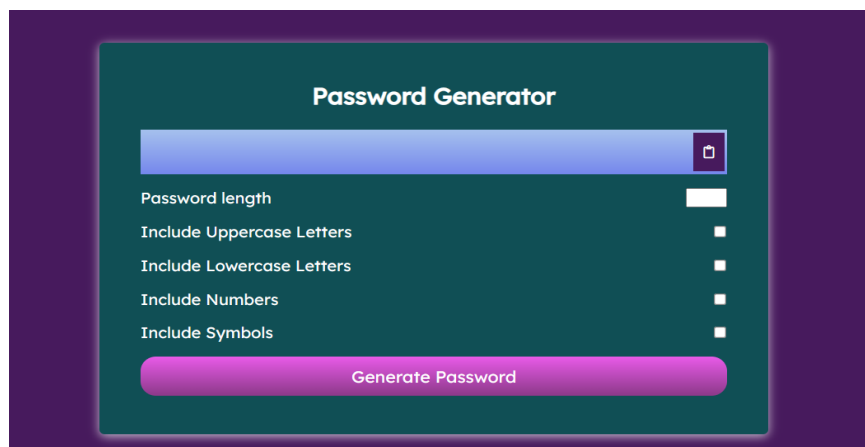 Password Generator
Password length
Include Uppercase Letters
Include Lowercase Letters
Include Numbers
Include Symbols
Generate Password